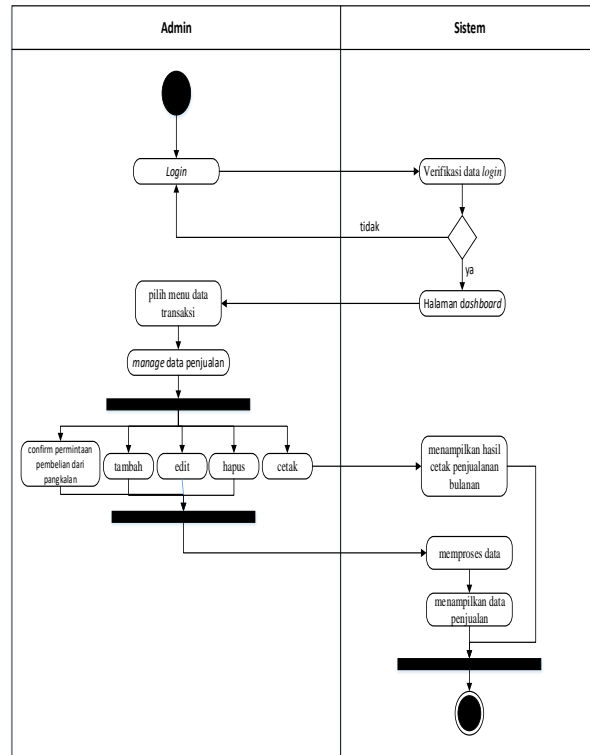 Admin
Sistem
Login
Verifikasi data login
tidak
ya
Halaman dashboard
pilih menu data
transaksi
manage data penjualan
confirm permintaan
pembelian dari
pangkalan
tambah
edit
hapus
cetak
menampilkan hasil
cetak penjualanan
bulanan
memproses data
menampilkan data
penjualan